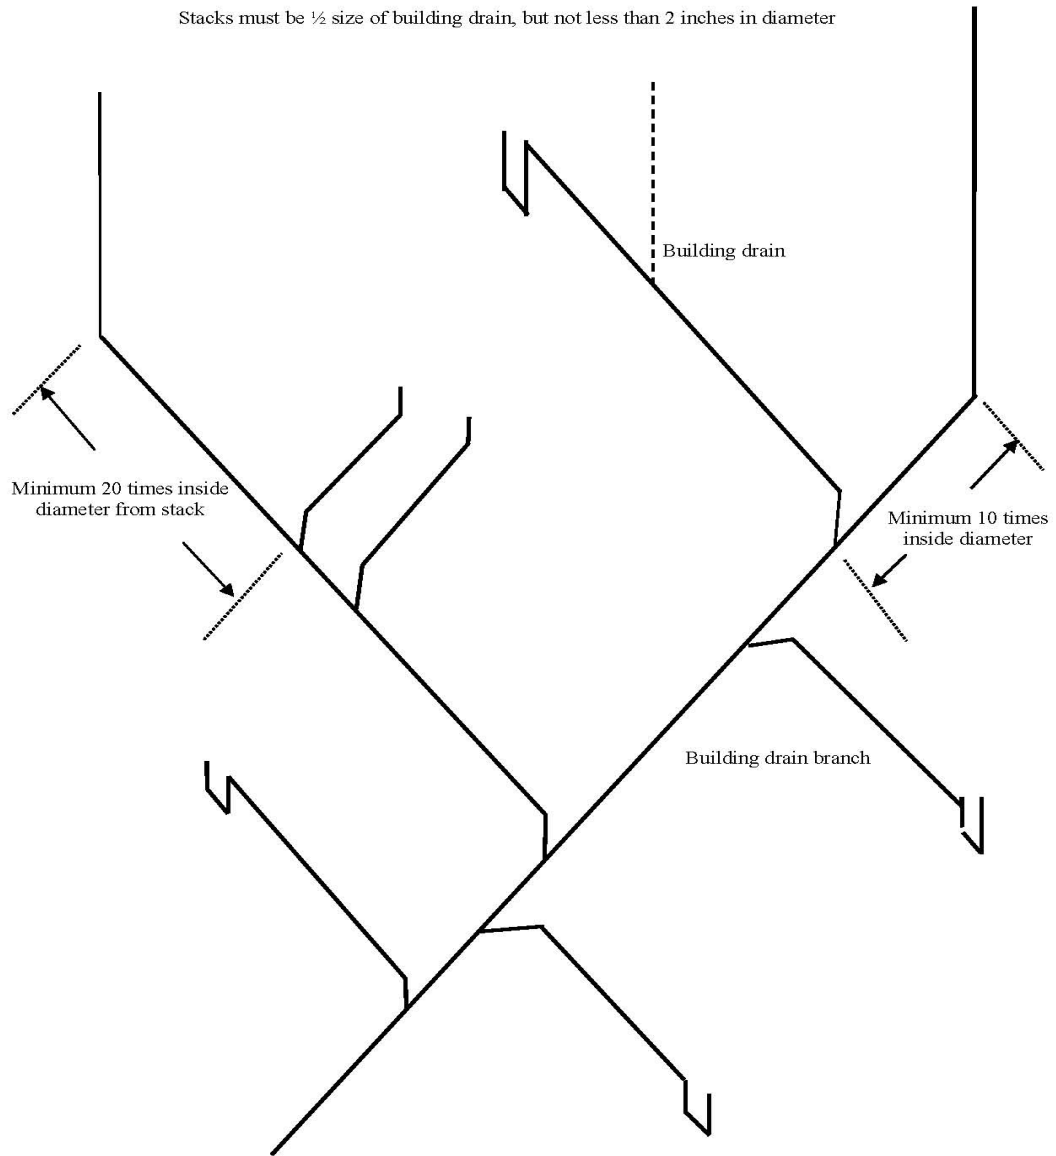 Stacks must be ½ size of building drain, but not less than 2 inches in diameter
Building drain
Minimum 20 times inside
diameter from stack
Minimum 10 times
inside diameter
Building drain branch